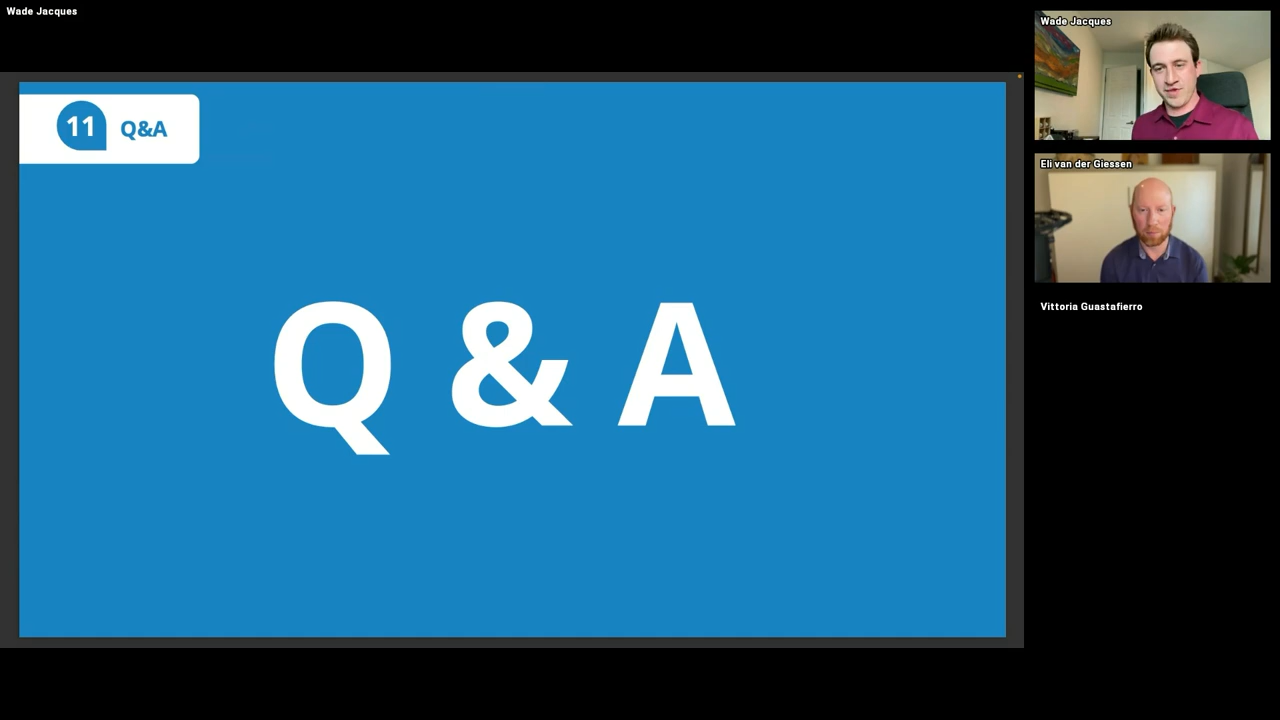 Wade Jacques
11 Q&A
Q & A
Wade Jacques
Eli van der Giessen
Vittoria Guastafierro